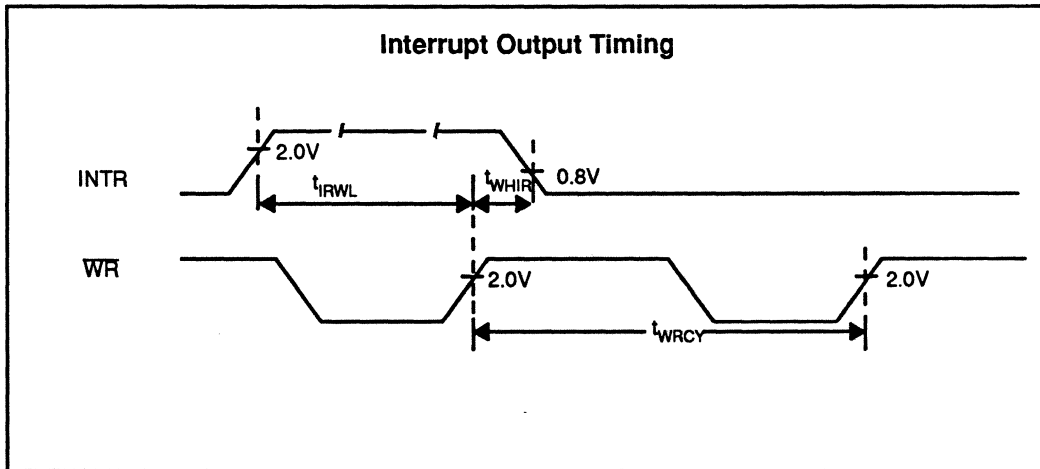 Interrupt Output Timing
2.0V
INTR
0.8V
tIRWL
tWHIR
WR
2.0V
2.0V
tWRCY